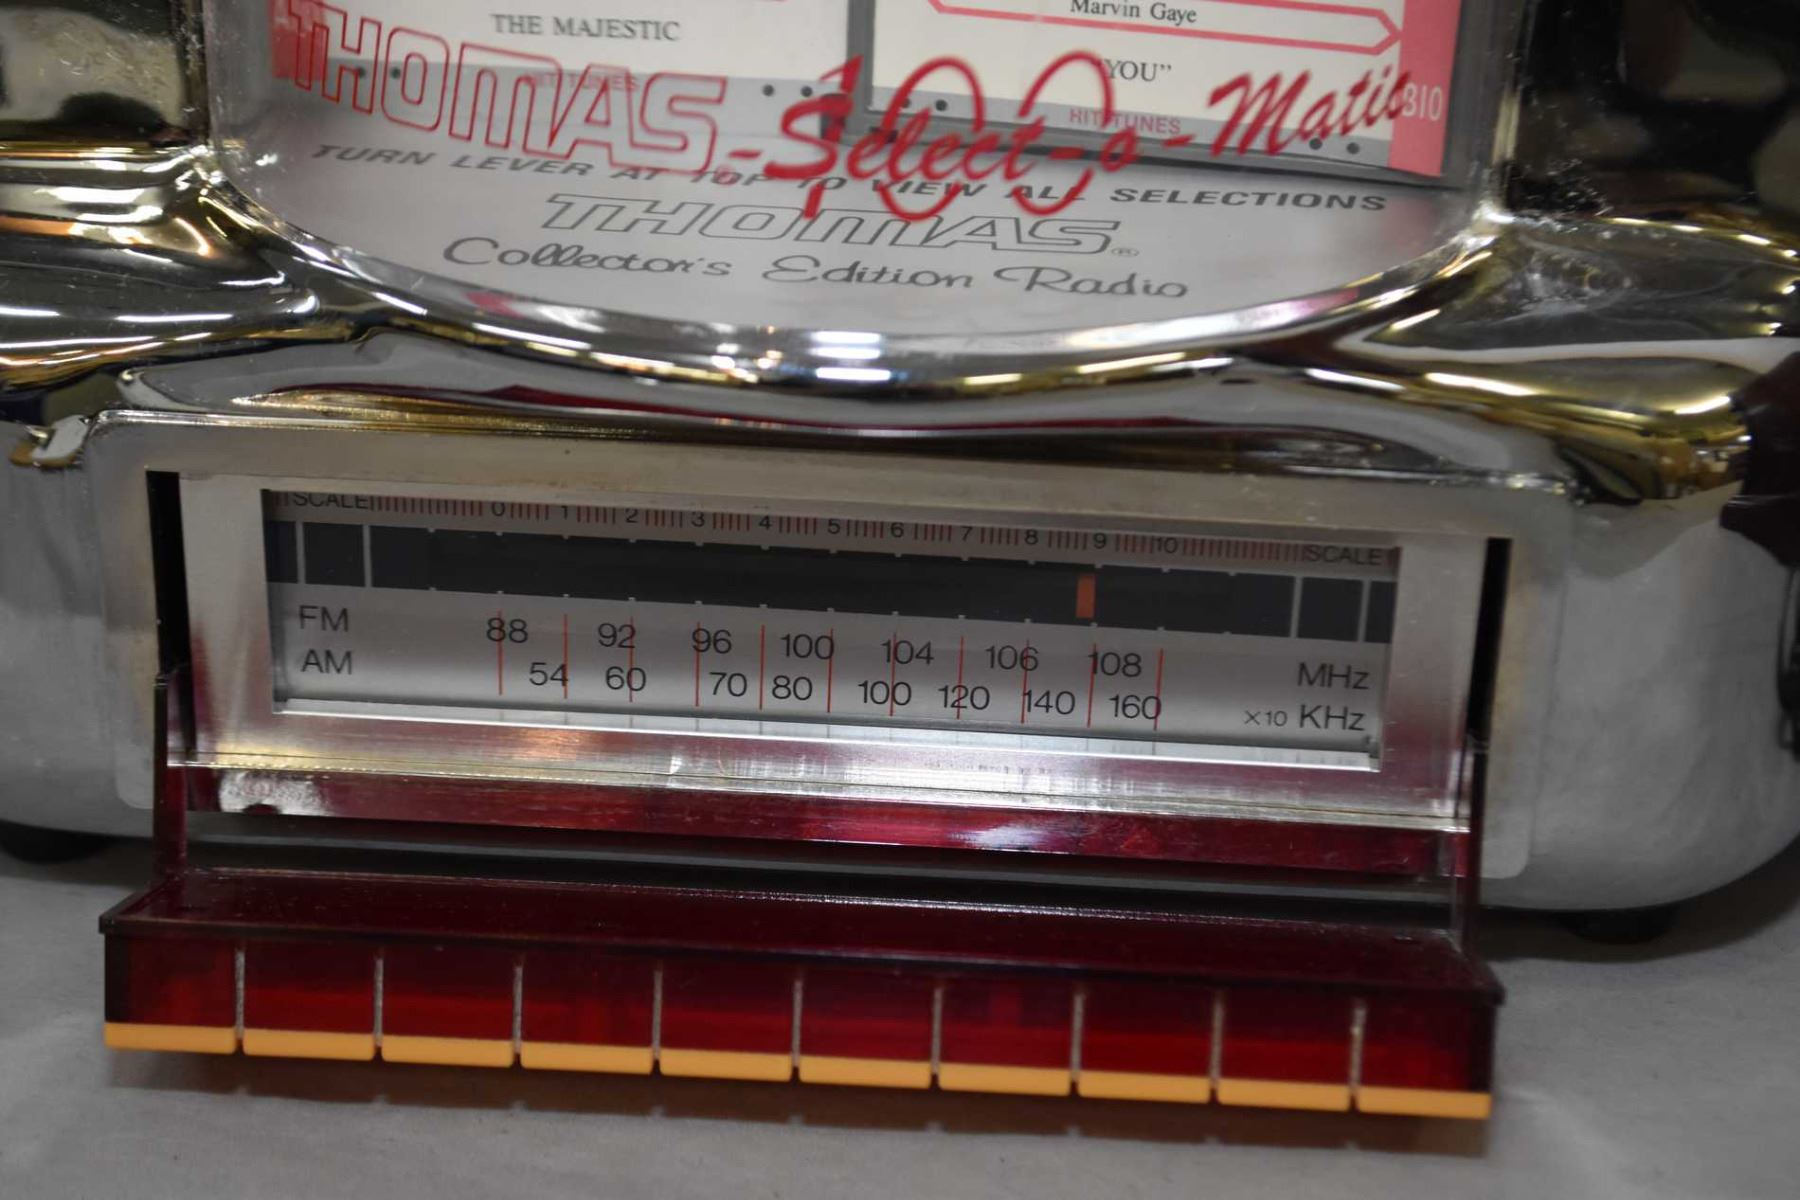 THE MAJESTIC
Marvin Gaye
"YOU"
HIT TUNES
HIT TUNES
B10
THOMAS-Select-o-Matic
100
TURN LEVER AT TOP TO VIEW ALL SELECTIONS
THOMAS®
Collector's Edition Radio
SCALE 0 1 2 3 4 5 6 7 8 9 10 SCALE
FM 88 92 96 100 104 106 108 MHz
AM 54 60 70 80 100 120 140 160 ×10 KHz